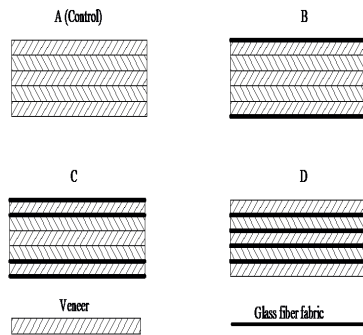 A (Control)
B
C
D
Veneer
Glass fiber fabric